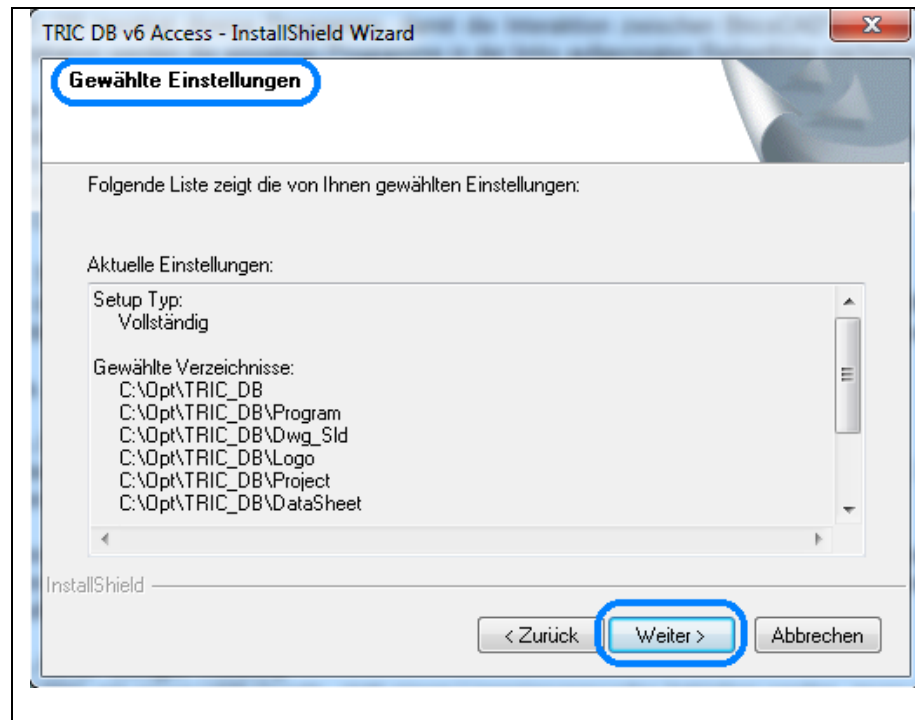 TRIC DB v6 Access - InstallShield Wizard
Gewählte Einstellungen
Folgende Liste zeigt die von Ihnen gewählten Einstellungen:
Aktuelle Einstellungen:
Setup Typ:
Vollständig
Gewählte Verzeichnisse:
C:\Opt\TRIC_DB
C:\Opt\TRIC_DB\Program
C:\Opt\TRIC_DB\Dwg_Sld
C:\Opt\TRIC_DB\Logo
C:\Opt\TRIC_DB\Project
C:\Opt\TRIC_DB\DataSheet
InstallShield
< Zurück Weiter > Abbrechen